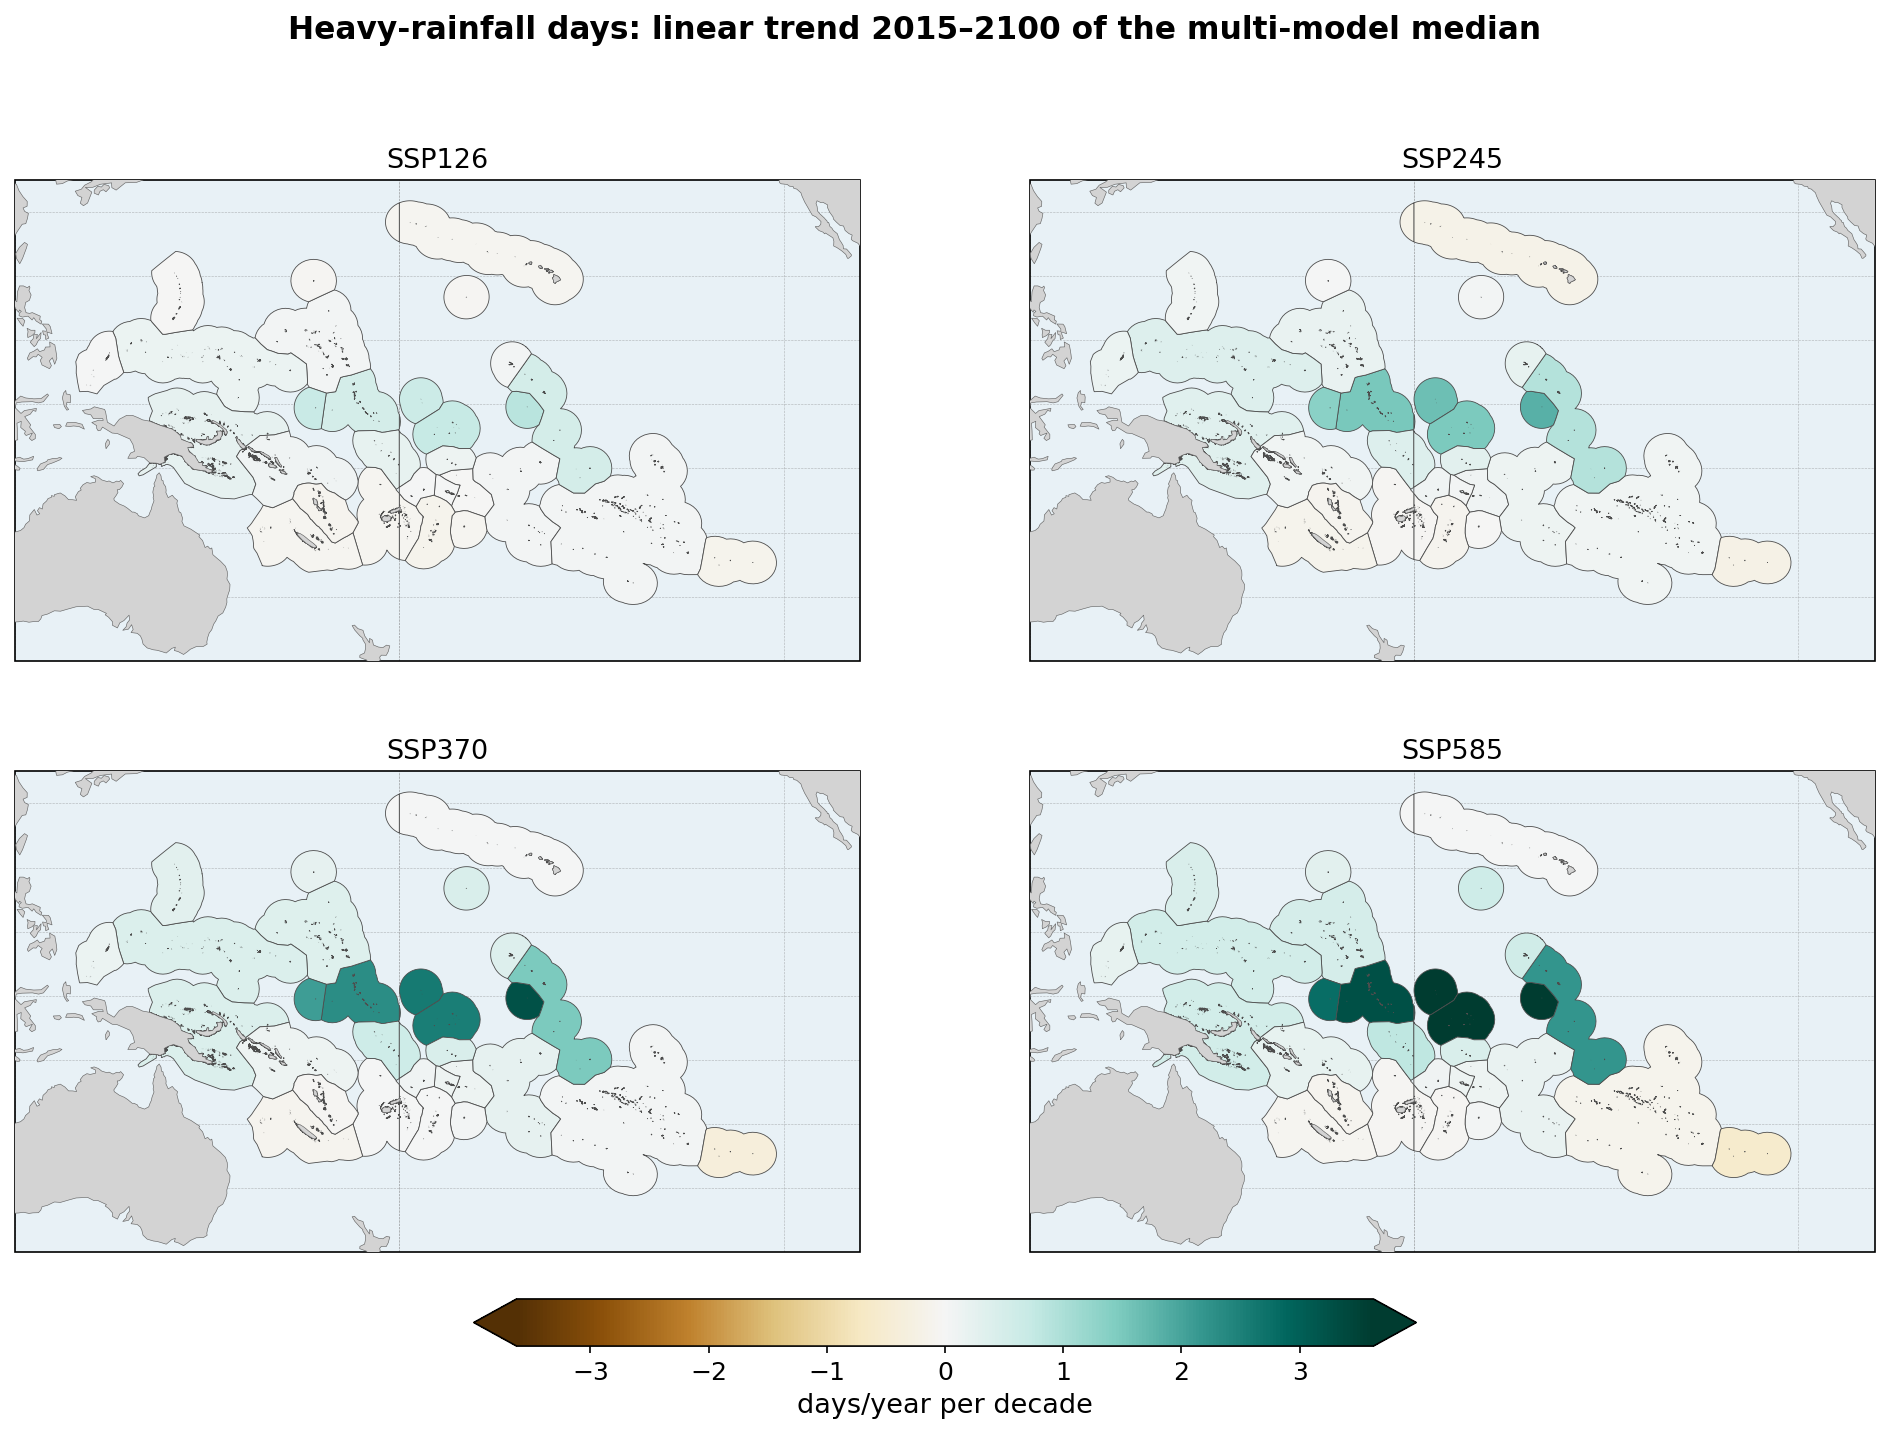 Heavy-rainfall days: linear trend 2015–2100 of the multi-model median
SSP126
SSP245
SSP370
SSP585
−3 −2 −1 0 1 2 3
days/year per decade